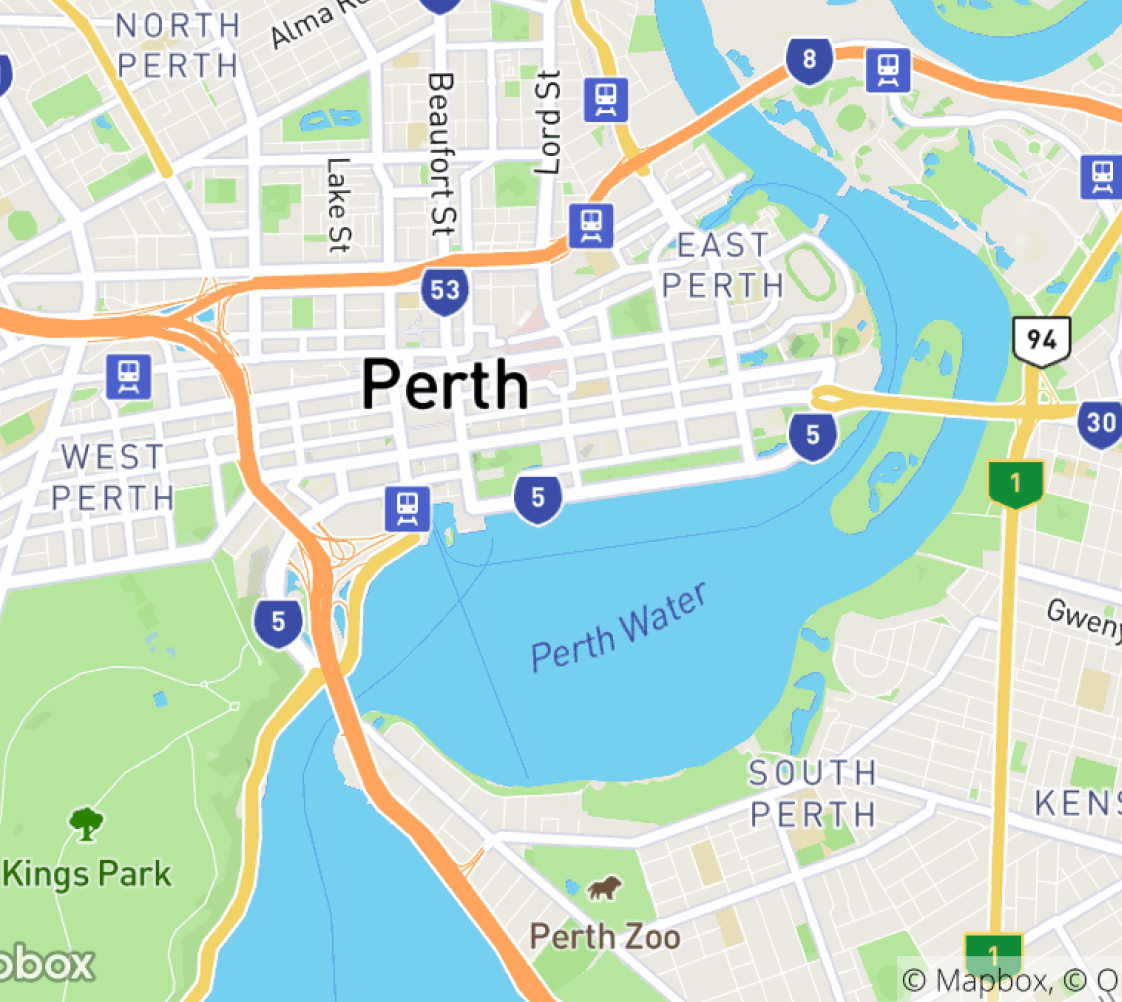 NORTH
PERTH
Alma R
8
Beaufort St
Lord St
Lake St
EAST
PERTH
53
94
Perth
30
5
WEST
PERTH
5
1
Perth Water
Gweny
5
SOUTH
PERTH
KENS
Kings Park
Perth Zoo
1
obox
© Mapbox, © O